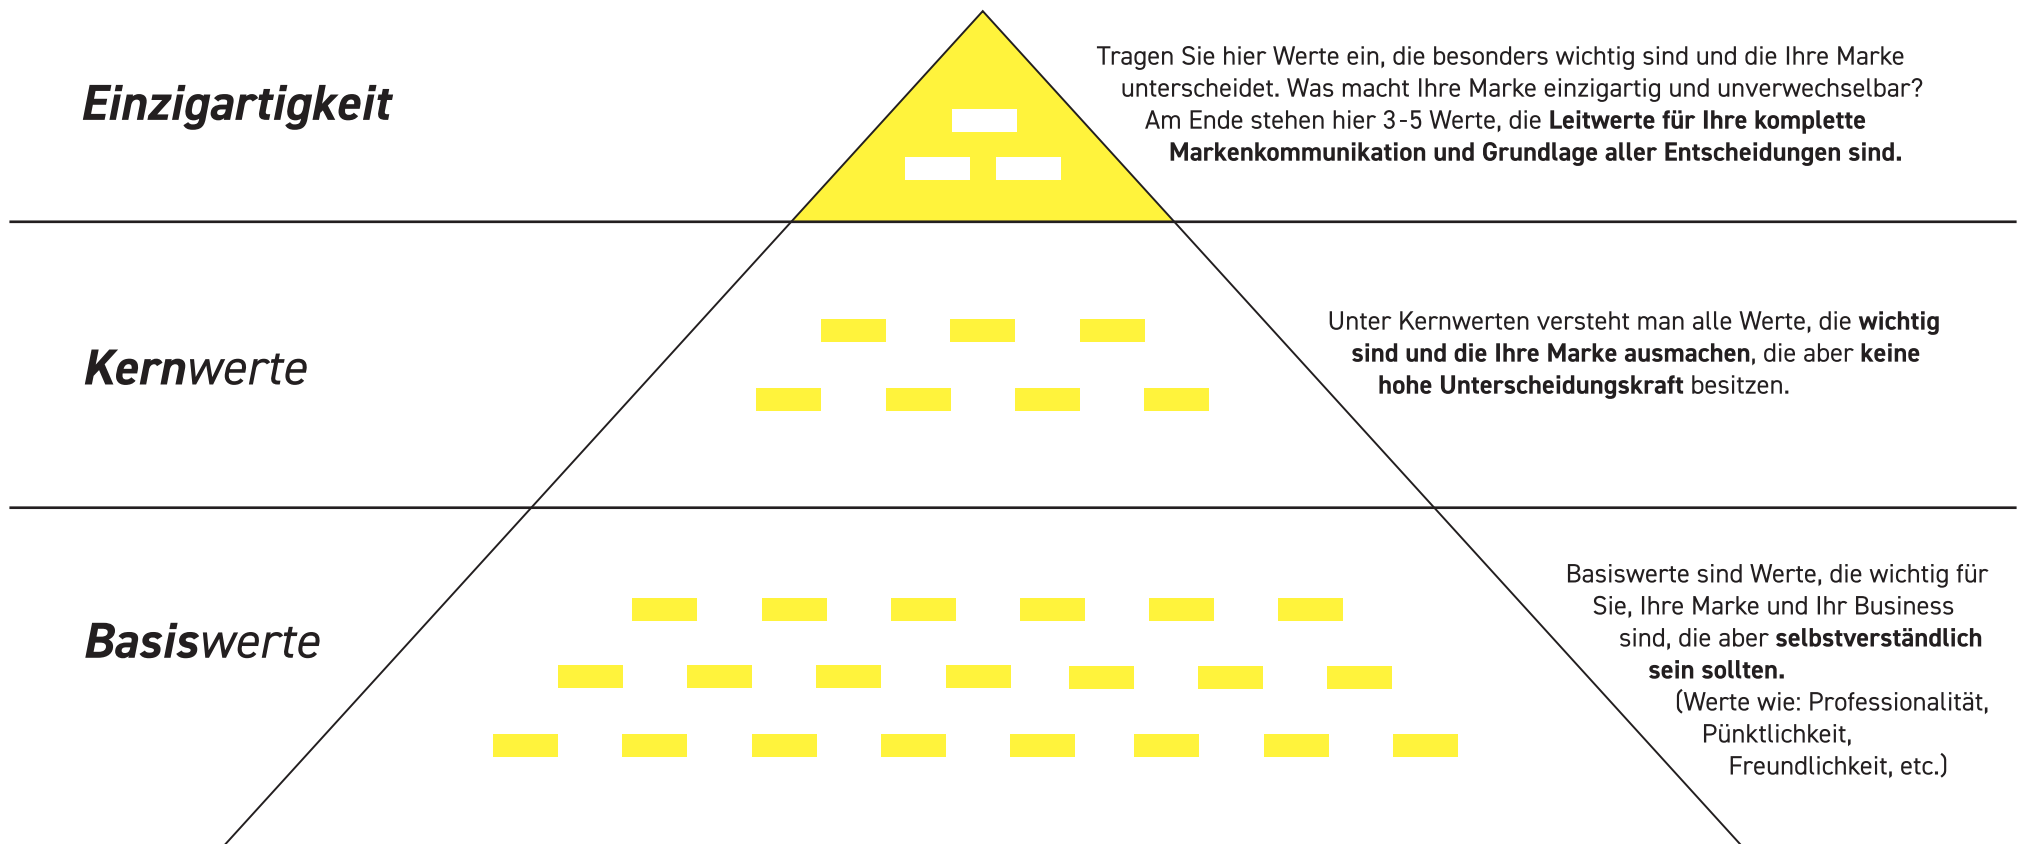 Einzigartigkeit
Tragen Sie hier Werte ein, die besonders wichtig sind und die Ihre Marke
unterscheidet. Was macht Ihre Marke einzigartig und unverwechselbar?
Am Ende stehen hier 3-5 Werte, die Leitwerte für Ihre komplette
Markenkommunikation und Grundlage aller Entscheidungen sind.
Kernwerte
Unter Kernwerten versteht man alle Werte, die wichtig
sind und die Ihre Marke ausmachen, die aber keine
hohe Unterscheidungskraft besitzen.
Basiswerte
Basiswerte sind Werte, die wichtig für
Sie, Ihre Marke und Ihr Business
sind, die aber selbstverständlich
sein sollten.
(Werte wie: Professionalität,
Pünktlichkeit,
Freundlichkeit, etc.)